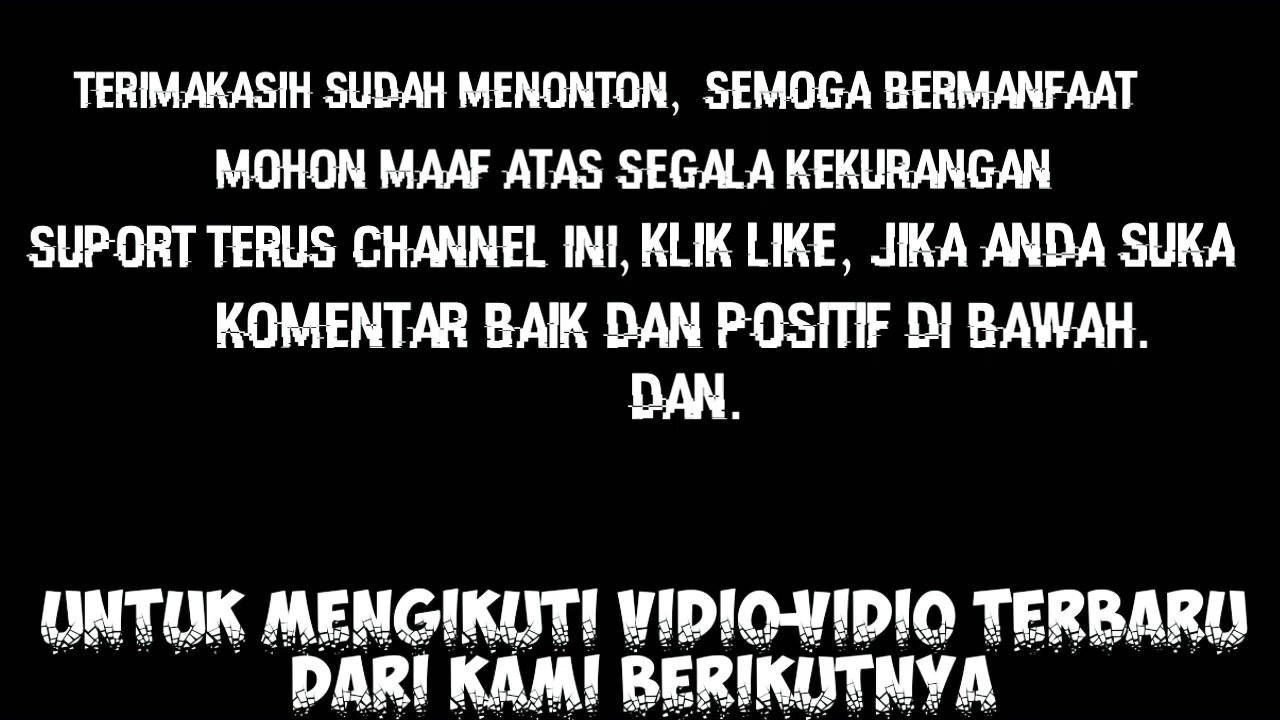 TERIMAKASIH SUDAH MENONTON, SEMOGA BERMANFAAT
MOHON MAAF ATAS SEGALA KEKURANGAN
SUPORT TERUS CHANNEL INI, KLIK LIKE, JIKA ANDA SUKA
KOMENTAR BAIK DAN POSITIF DI BAWAH.
DAN.
UNTUK MENGIKUTI VIDIO-VIDIO TERBARU
DARI KAMI BERIKUTNYA